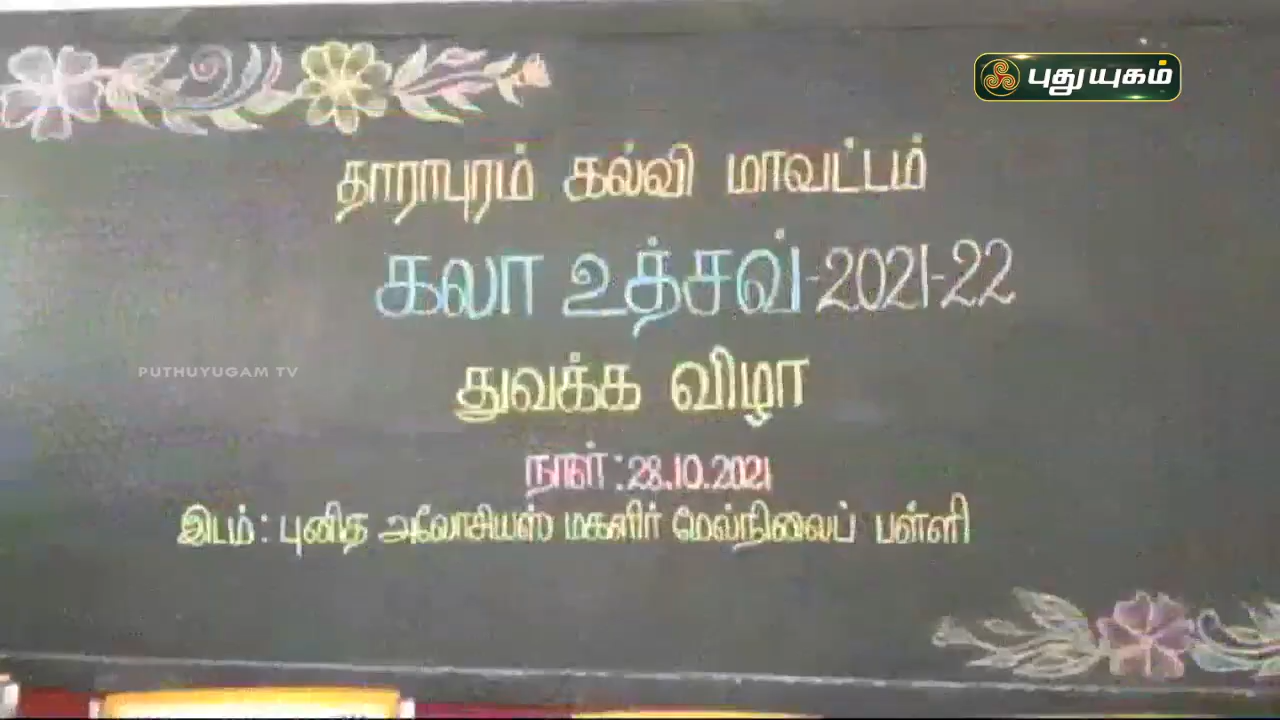 புதுயுகம்
தாராபுரம் கல்வி மாவட்டம்
கலா உத்சவ்-2021-22
PUTHUYUGAM TV
துவக்க விழா
நாள்:28.10.2021
இடம்: புனித அலோசியஸ் மகளிர் மேல்நிலைப் பள்ளி